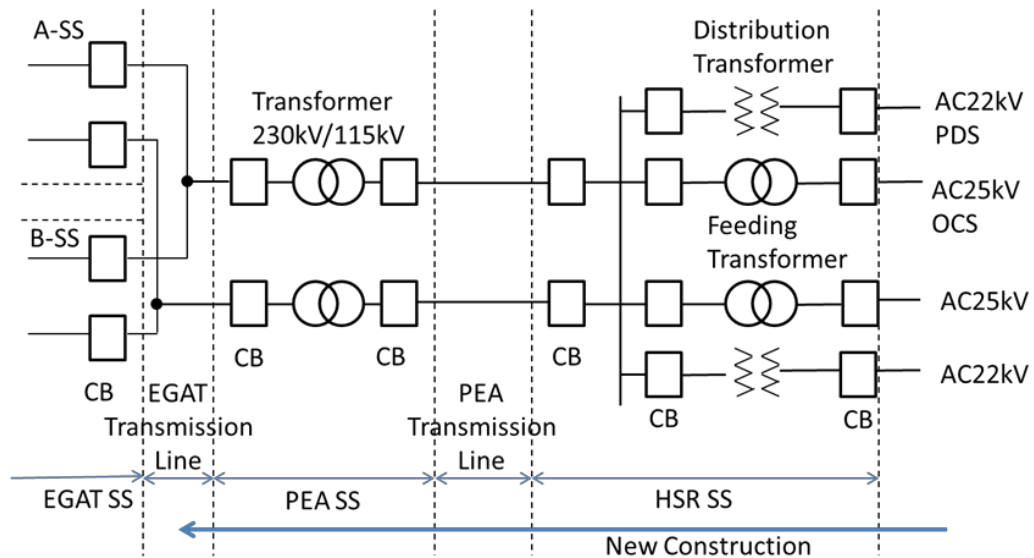 A-SS
B-SS
CB
EGAT
Transmission
Line
Transformer
230kV/115kV
CB
CB
PEA
Transmission
Line
CB
Distribution
Transformer
Feeding
Transformer
CB
CB
AC22kV
PDS
AC25kV
OCS
AC25kV
AC22kV
EGAT SS
PEA SS
HSR SS
New Construction